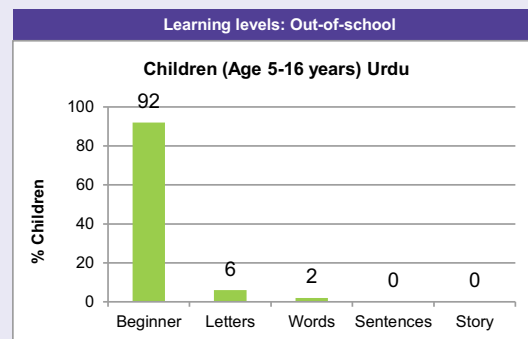 Learning levels: Out-of-school
Children (Age 5-16 years) Urdu
% Children
100
80
60
40
20
0
92
6
2
0
0
Beginner Letters Words Sentences Story